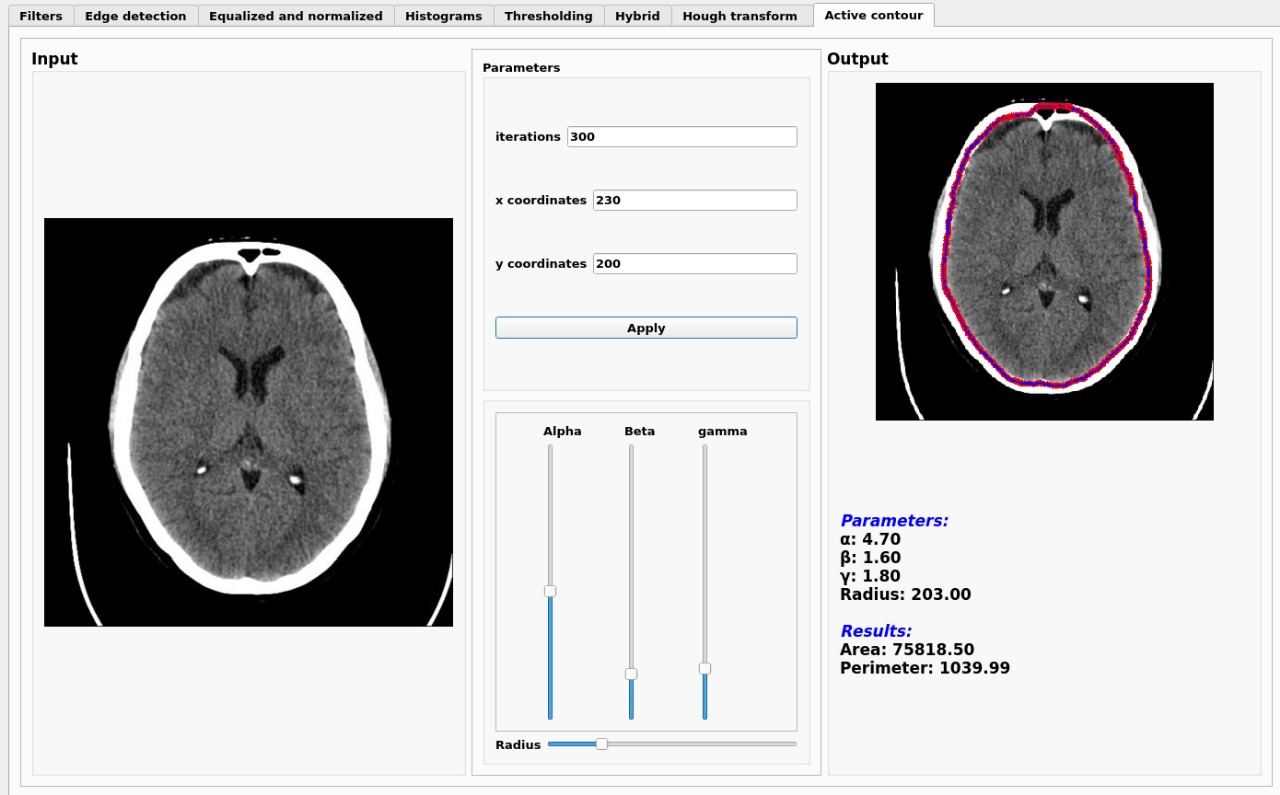 Filters Edge detection Equalized and normalized Histograms Thresholding Hybrid Hough transform Active contour
Input
Parameters
iterations 300
x coordinates 230
y coordinates 200
Apply
Alpha Beta gamma
Radius
Output
Parameters:
α: 4.70
β: 1.60
γ: 1.80
Radius: 203.00
Results:
Area: 75818.50
Perimeter: 1039.99